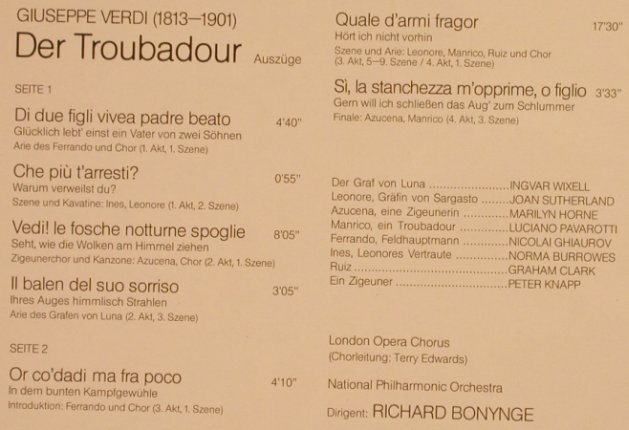 GIUSEPPE VERDI (1813—1901)
Der Troubadour Auszüge
SEITE 1
Di due figli vivea padre beato 4'40"
Glücklich lebt' einst ein Vater von zwei Söhnen
Arie des Ferrando und Chor (1. Akt, 1. Szene)
Che più t'arresti? 0'55"
Warum verweilst du?
Szene und Kavatine: Ines, Leonore (1. Akt, 2. Szene)
Vedi! le fosche notturne spoglie 8'05"
Seht, wie die Wolken am Himmel ziehen
Zigeunerchor und Kanzone: Azucena, Chor (2. Akt, 1. Szene)
Il balen del suo sorriso 3'05"
Ihres Auges himmlisch Strahlen
Arie des Grafen von Luna (2. Akt, 3. Szene)
SEITE 2
Or co'dadi ma fra poco 4'10"
In dem bunten Kampfgewühle
Introduktion: Ferrando und Chor (3. Akt, 1. Szene)
Quale d'armi fragor 17'30"
Hört ich nicht vorhin
Szene und Arie: Leonore, Manrico, Ruiz und Chor
(3. Akt, 5—9. Szene / 4. Akt, 1. Szene)
Sì, la stanchezza m'opprime, o figlio 3'33"
Gern will ich schließen das Aug' zum Schlummer
Finale: Azucena, Manrico (4. Akt, 3. Szene)
Der Graf von Luna ........................INGVAR WIXELL
Leonore, Gräfin von Sargasto .......JOAN SUTHERLAND
Azucena, eine Zigeunerin ..............MARILYN HORNE
Manrico, ein Troubadour ...............LUCIANO PAVAROTTI
Ferrando, Feldhauptmann ............NICOLAI GHIAUROV
Ines, Leonores Vertraute ...............NORMA BURROWES
Ruiz ...............................................GRAHAM CLARK
Ein Zigeuner ...................................PETER KNAPP
London Opera Chorus
(Chorleitung: Terry Edwards)
National Philharmonic Orchestra
Dirigent: RICHARD BONYNGE